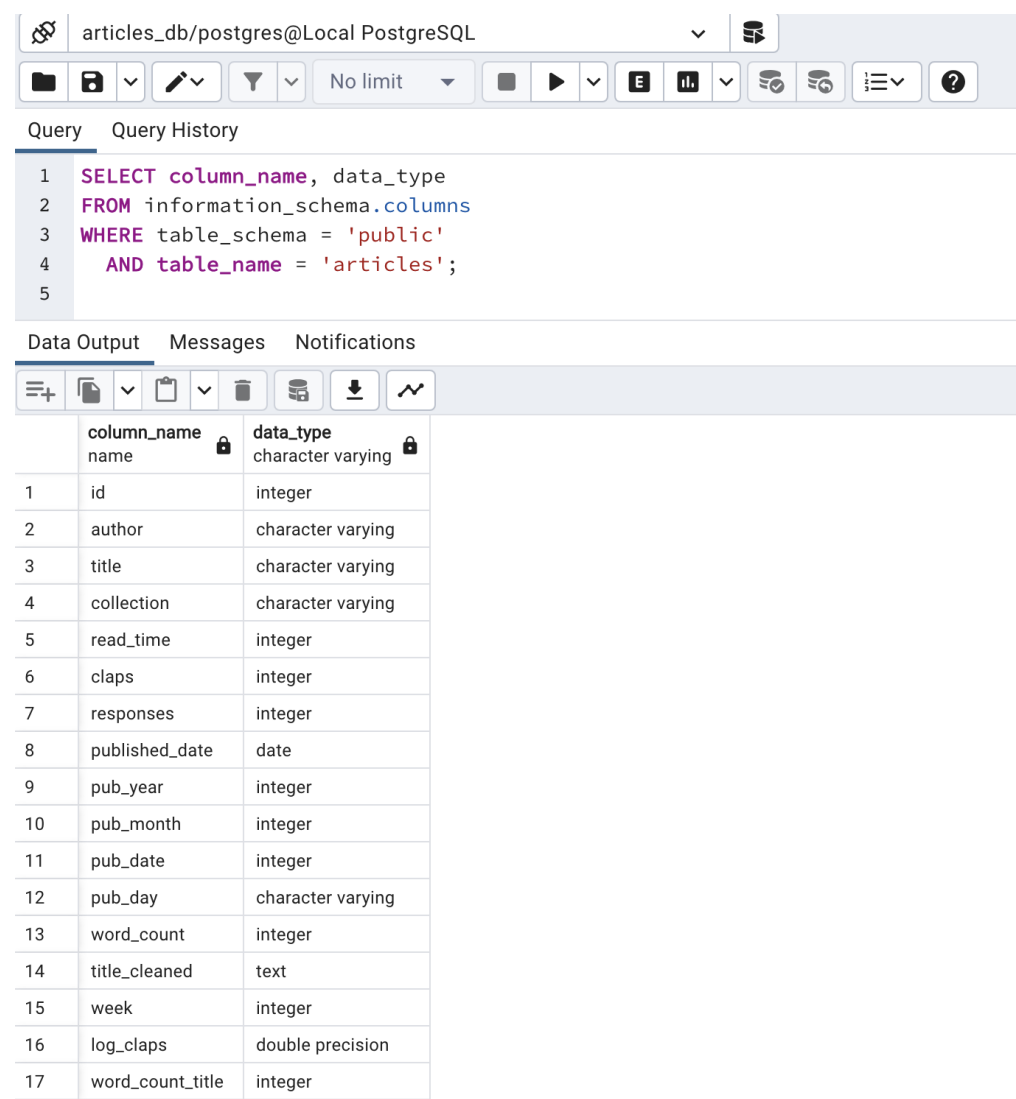 articles_db/postgres@Local PostgreSQL
No limit
E
Query Query History
1 SELECT column_name, data_type
2 FROM information_schema.columns
3 WHERE table_schema = 'public'
4 AND table_name = 'articles';
5
Data Output Messages Notifications
column_name data_type
name character varying
1 id integer
2 author character varying
3 title character varying
4 collection character varying
5 read_time integer
6 claps integer
7 responses integer
8 published_date date
9 pub_year integer
10 pub_month integer
11 pub_date integer
12 pub_day character varying
13 word_count integer
14 title_cleaned text
15 week integer
16 log_claps double precision
17 word_count_title integer